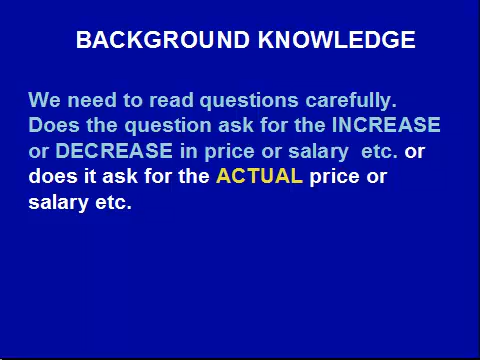 BACKGROUND KNOWLEDGE
We need to read questions carefully.
Does the question ask for the INCREASE
or DECREASE in price or salary  etc. or
does it ask for the ACTUAL price or
salary etc.